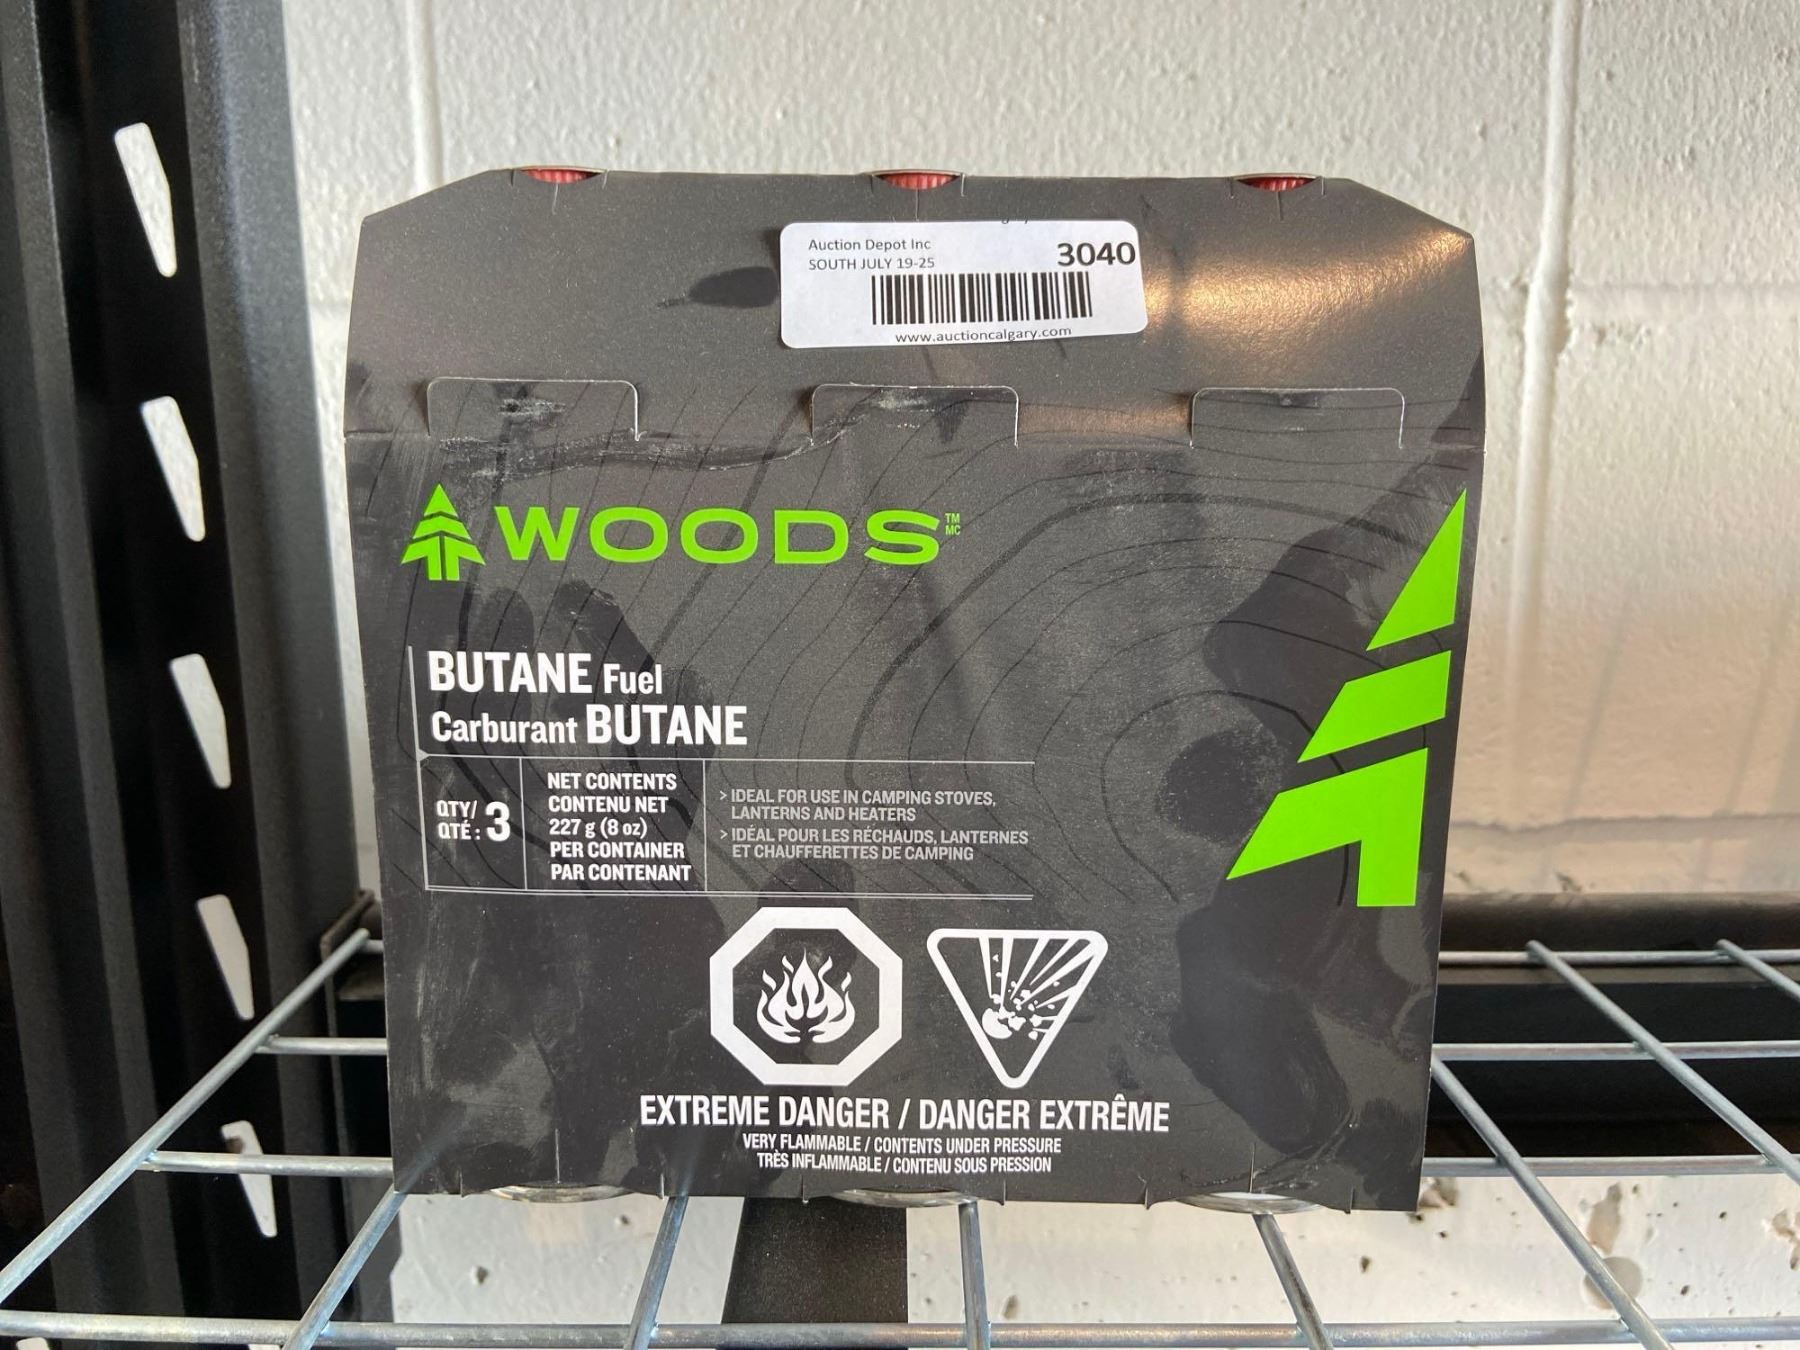 Auction Depot Inc
3040
SOUTH JULY 19-25
www.auctioncalgary.com
WOODS™ MC
BUTANE Fuel
Carburant BUTANE
QTY/
QTÉ: 3
NET CONTENTS
CONTENU NET
227 g (8 oz)
PER CONTAINER
PAR CONTENANT
> IDEAL FOR USE IN CAMPING STOVES,
LANTERNS AND HEATERS
> IDÉAL POUR LES RÉCHAUDS, LANTERNES
ET CHAUFFERETTES DE CAMPING
EXTREME DANGER / DANGER EXTRÊME
VERY FLAMMABLE / CONTENTS UNDER PRESSURE
TRÈS INFLAMMABLE / CONTENU SOUS PRESSION